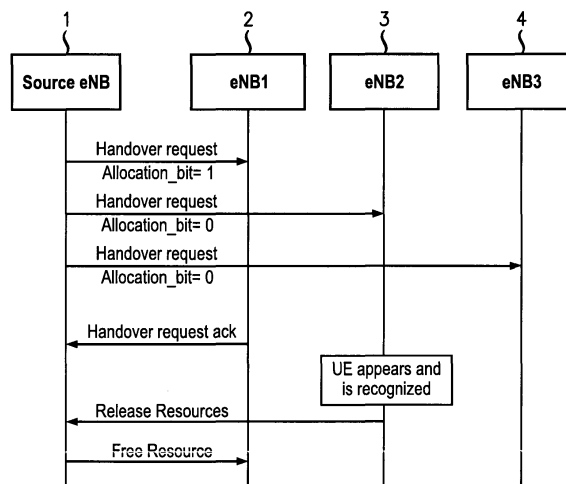 1
2
3
4
Source eNB
eNB1
eNB2
eNB3
Handover request
Allocation_bit= 1
Handover request
Allocation_bit= 0
Handover request
Allocation_bit= 0
Handover request ack
UE appears and
is recognized
Release Resources
Free Resource